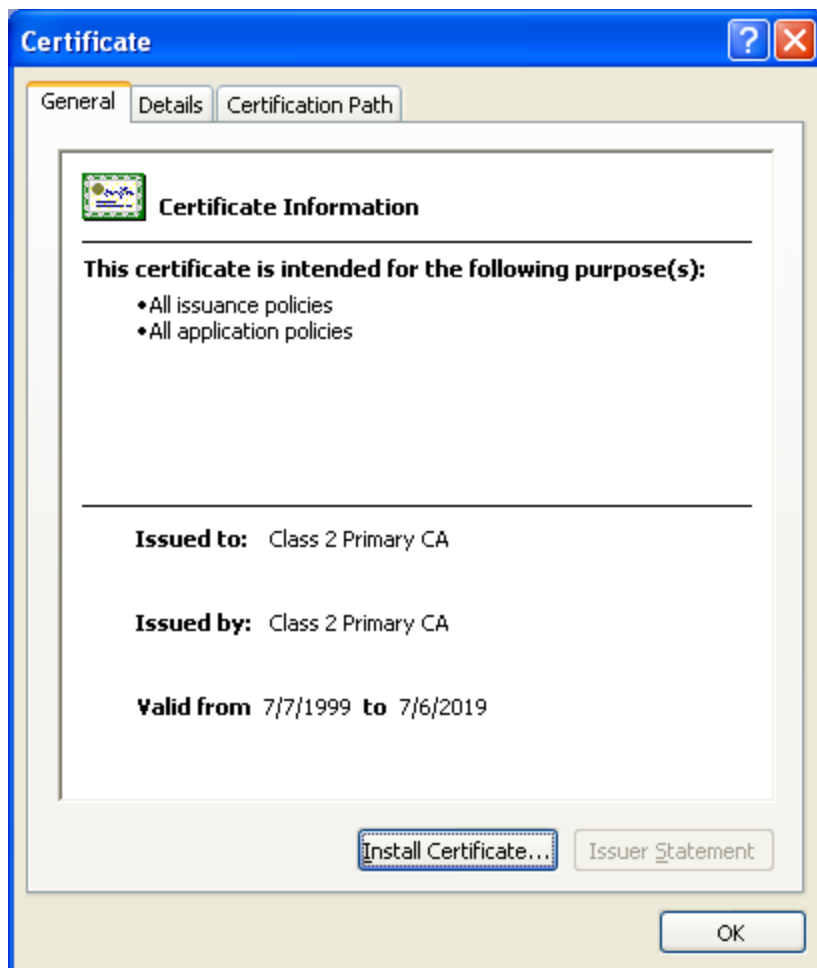 Certificate
General Details Certification Path
Certificate Information
This certificate is intended for the following purpose(s):
•All issuance policies
•All application policies
Issued to: Class 2 Primary CA
Issued by: Class 2 Primary CA
Valid from 7/7/1999 to 7/6/2019
Install Certificate... Issuer Statement
OK